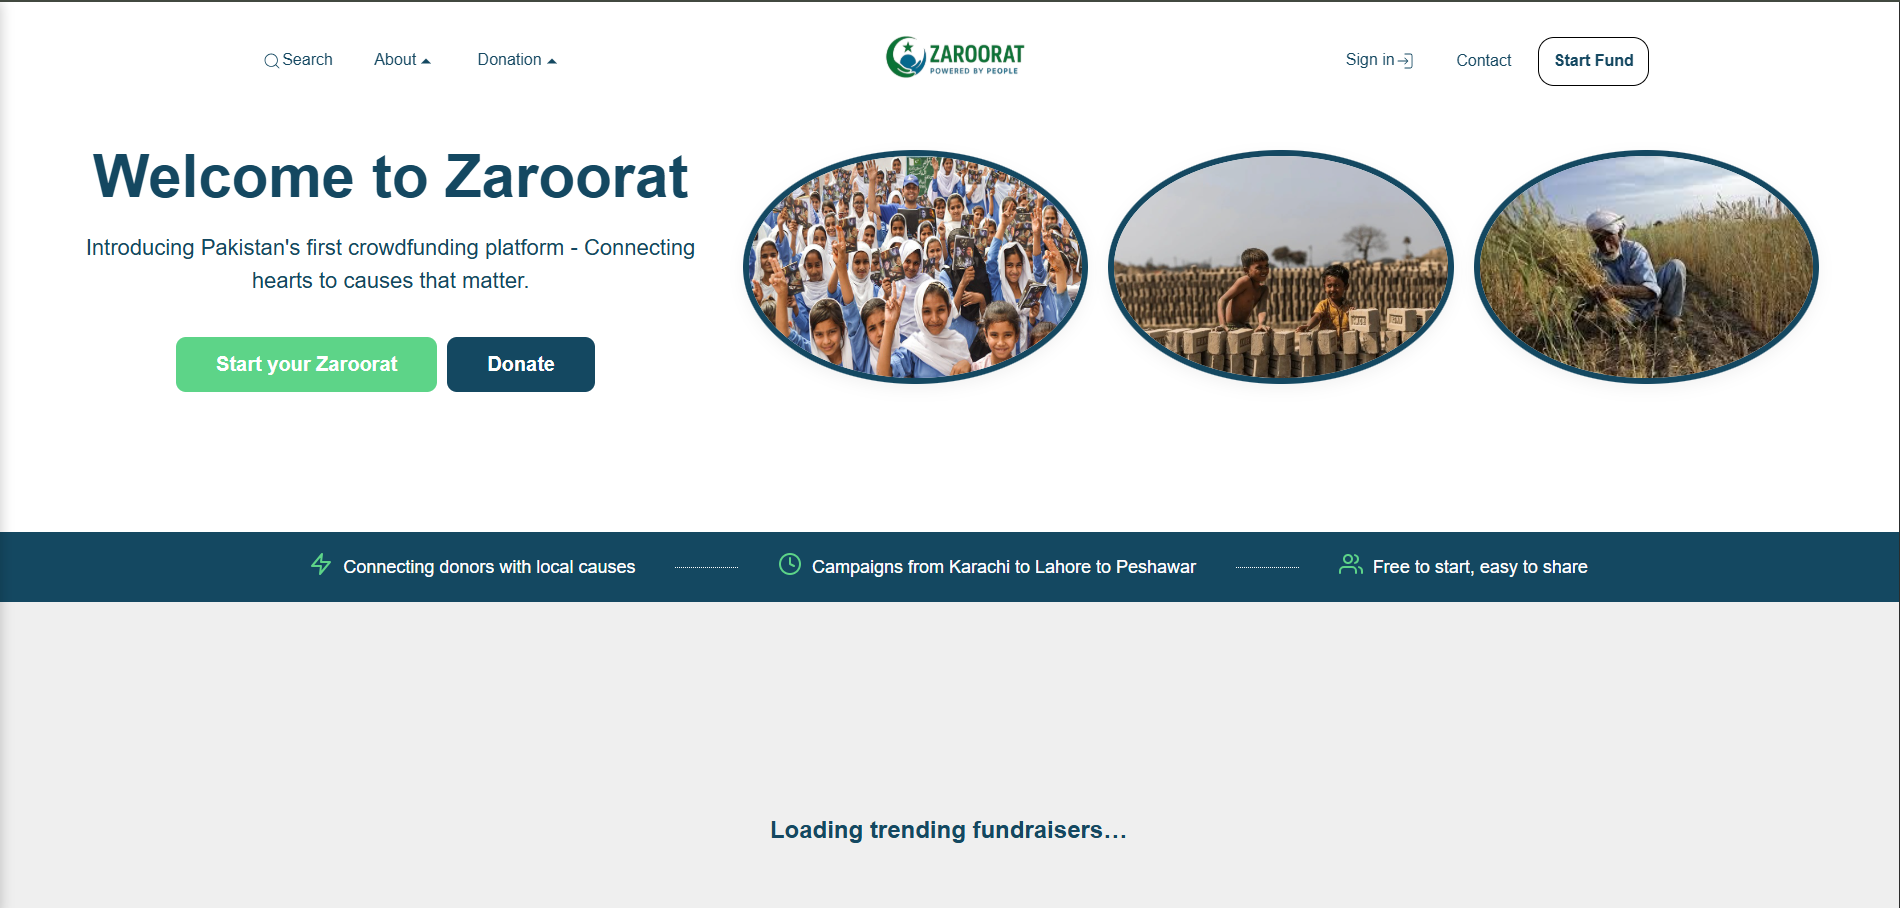 Search
About
Donation
ZAROORAT
POWERED BY PEOPLE
Sign in
Contact
Start Fund
Welcome to Zaroorat
Introducing Pakistan's first crowdfunding platform - Connecting
hearts to causes that matter.
Start your Zaroorat
Donate
Connecting donors with local causes
Campaigns from Karachi to Lahore to Peshawar
Free to start, easy to share
Loading trending fundraisers...